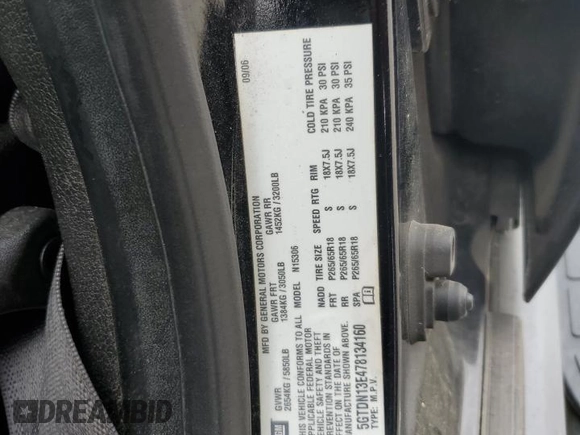 MFD BY GENERAL MOTORS CORPORATION
09/06
GM
GVWR
GAWR FRT
GAWR RR
2654KG / 5850LB
1384KG / 3050LB
1452KG / 3200LB
THIS VEHICLE CONFORMS TO ALL
APPLICABLE FEDERAL MOTOR
VEHICLE SAFETY AND THEFT
PREVENTION STANDARDS IN
EFFECT ON THE DATE OF
MANUFACTURE SHOWN ABOVE.
5GTDN13E478134160
TYPE: M.P.V.
MODEL N15306
NADD TIRE SIZE SPEED RTG RIM COLD TIRE PRESSURE
FRT P265/65R18 S 18X7.5J 210 KPA 30 PSI
RR P265/65R18 S 18X7.5J 210 KPA 30 PSI
SPA P265/65R18 S 18X7.5J 240 KPA 35 PSI
AUTOBIDCAR